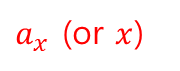 aₓ (or x)